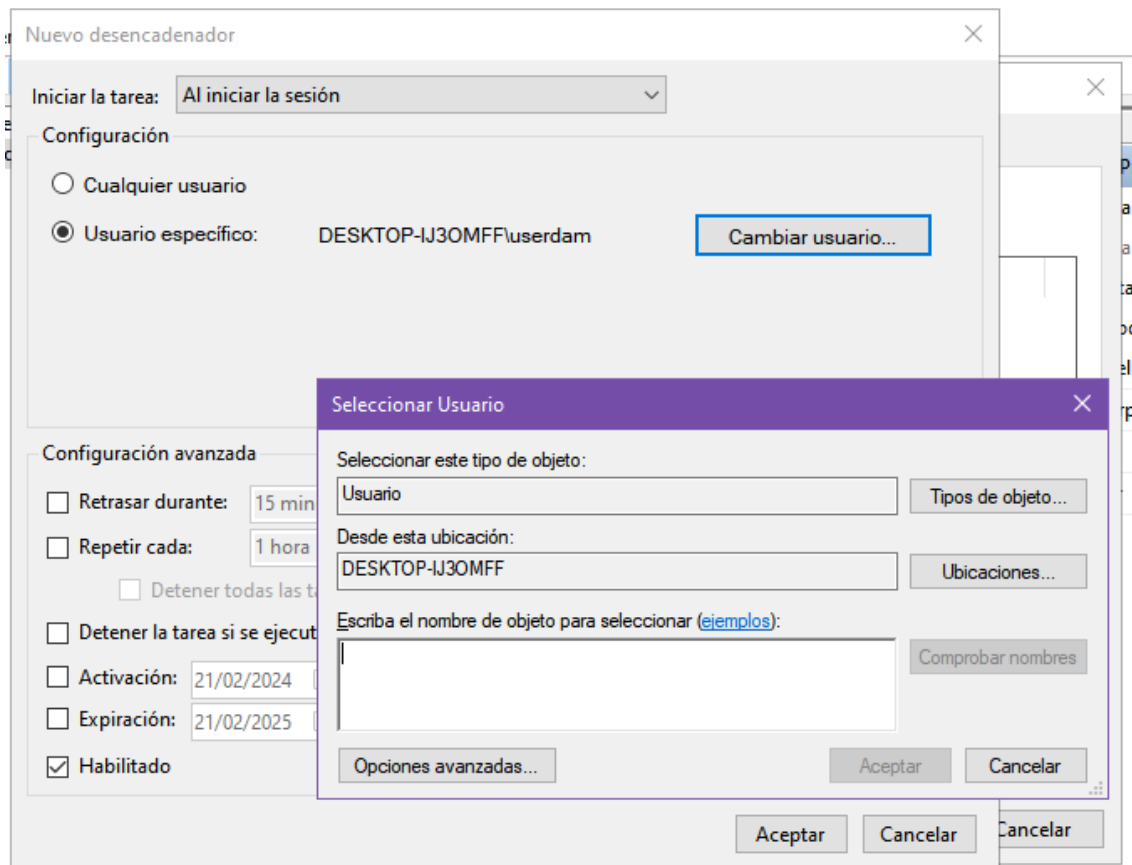 Nuevo desencadenador
Iniciar la tarea: Al iniciar la sesión
Configuración
Cualquier usuario
Usuario específico: DESKTOP-IJ3OMFF\userdam Cambiar usuario...
Seleccionar Usuario
Seleccionar este tipo de objeto:
Usuario Tipos de objeto...
Desde esta ubicación:
DESKTOP-IJ3OMFF Ubicaciones...
Escriba el nombre de objeto para seleccionar (ejemplos):
Comprobar nombres
Opciones avanzadas... Aceptar Cancelar
Configuración avanzada
Retrasar durante: 15 min
Repetir cada: 1 hora
Detener todas las
Detener la tarea si se
Activación: 21/02/2024
Expiración: 21/02/2025
Habilitado
Aceptar Cancelar
Cancelar